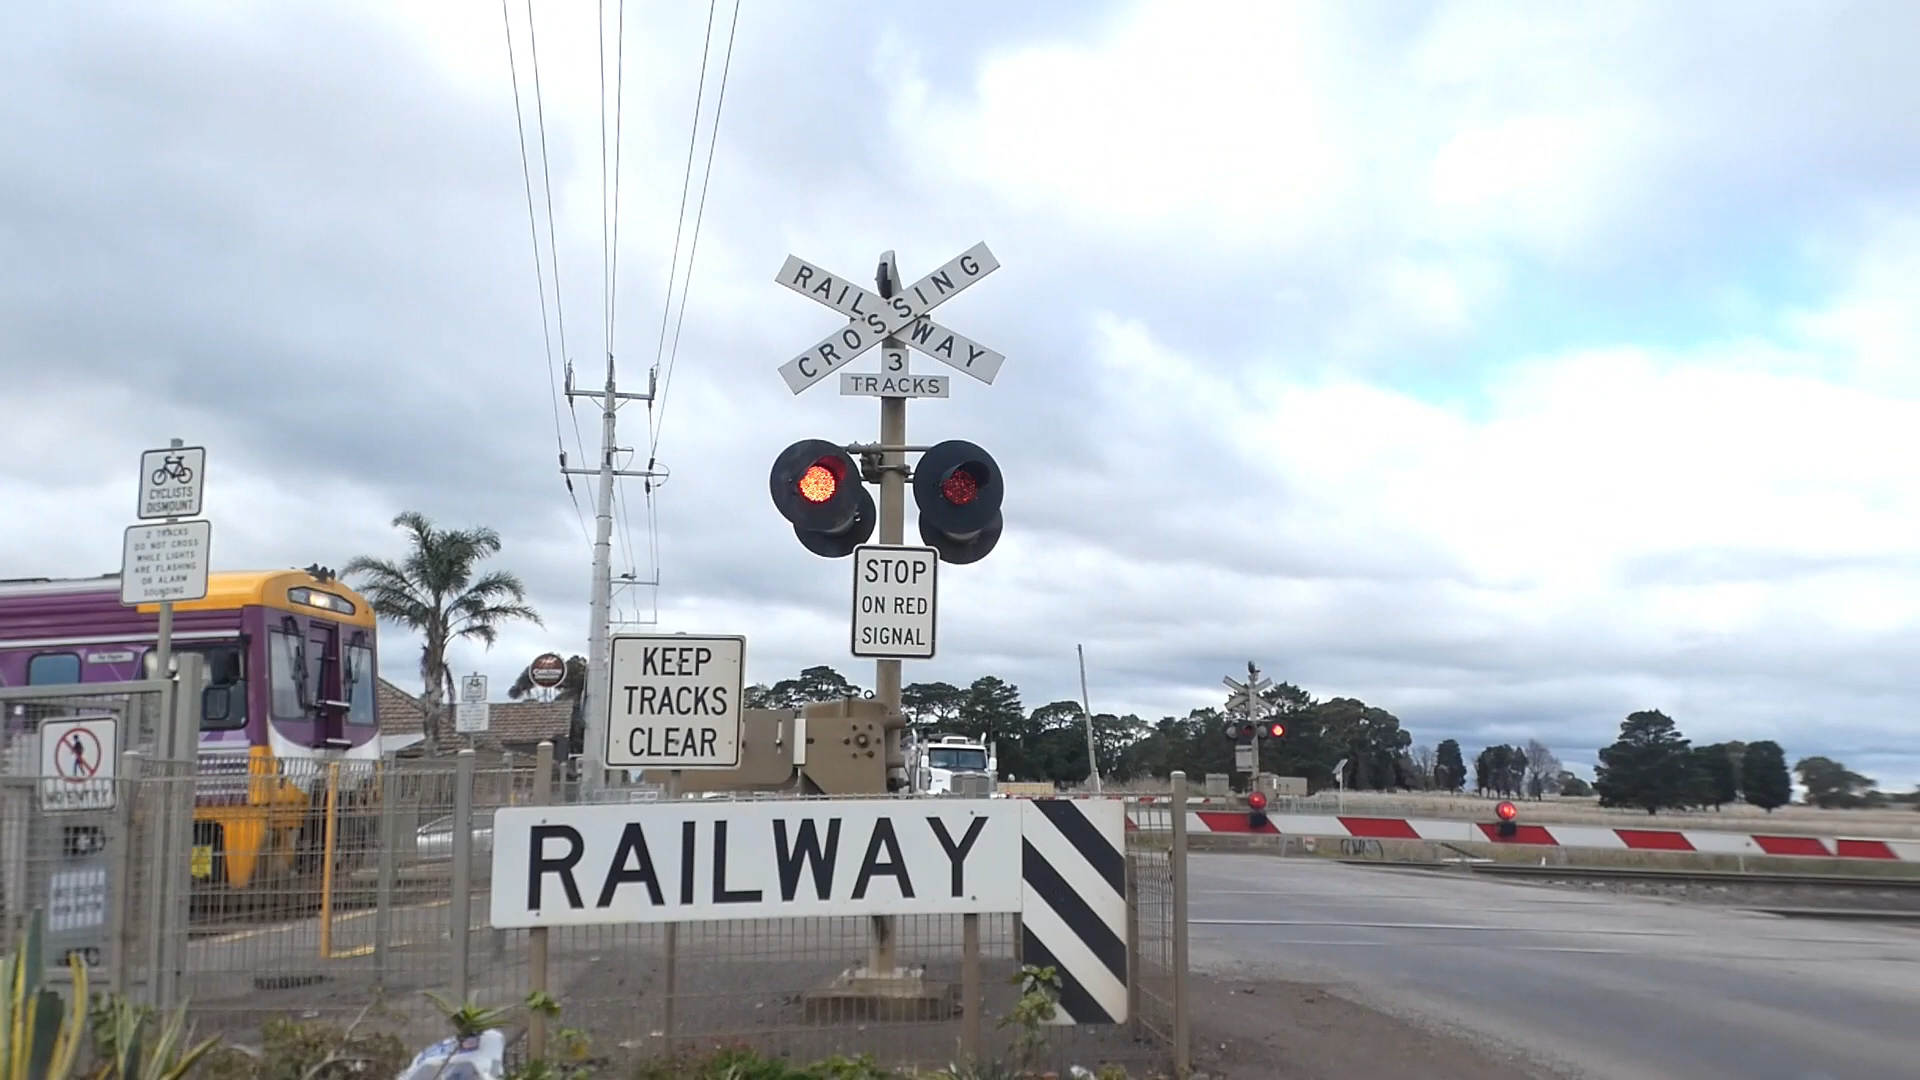 RAILWAY
CROSSING
3
TRACKS
CYCLISTS
DISMOUNT
2 TRACKS
DO NOT CROSS
WHILE LIGHTS
ARE FLASHING
OR ALARM
SOUNDING
STOP
ON RED
SIGNAL
KEEP
TRACKS
CLEAR
NO ENTRY
RAILWAY